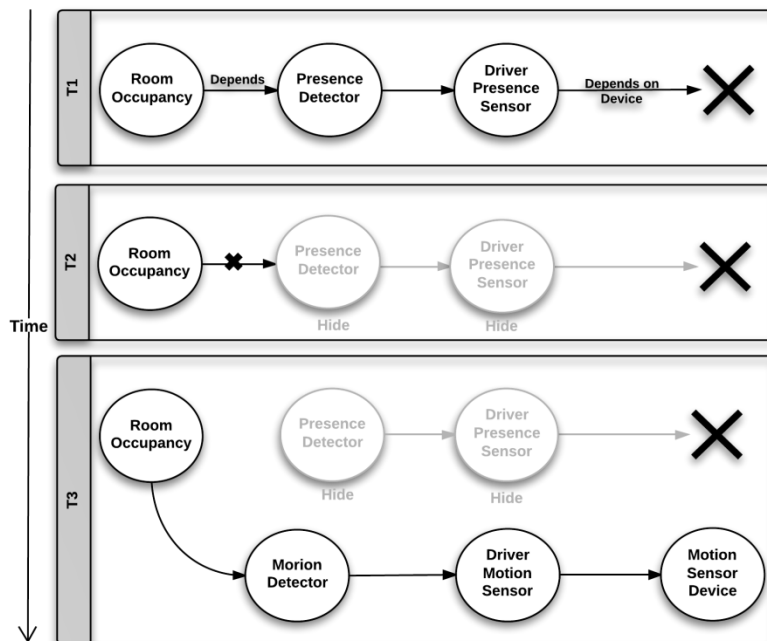 T1
Room
Occupancy
Depends
Presence
Detector
Driver
Presence
Sensor
Depends on
Device
Time
T2
Room
Occupancy
Presence
Detector
Hide
Driver
Presence
Sensor
Hide
T3
Room
Occupancy
Presence
Detector
Hide
Driver
Presence
Sensor
Hide
Morion
Detector
Driver
Motion
Sensor
Motion
Sensor
Device